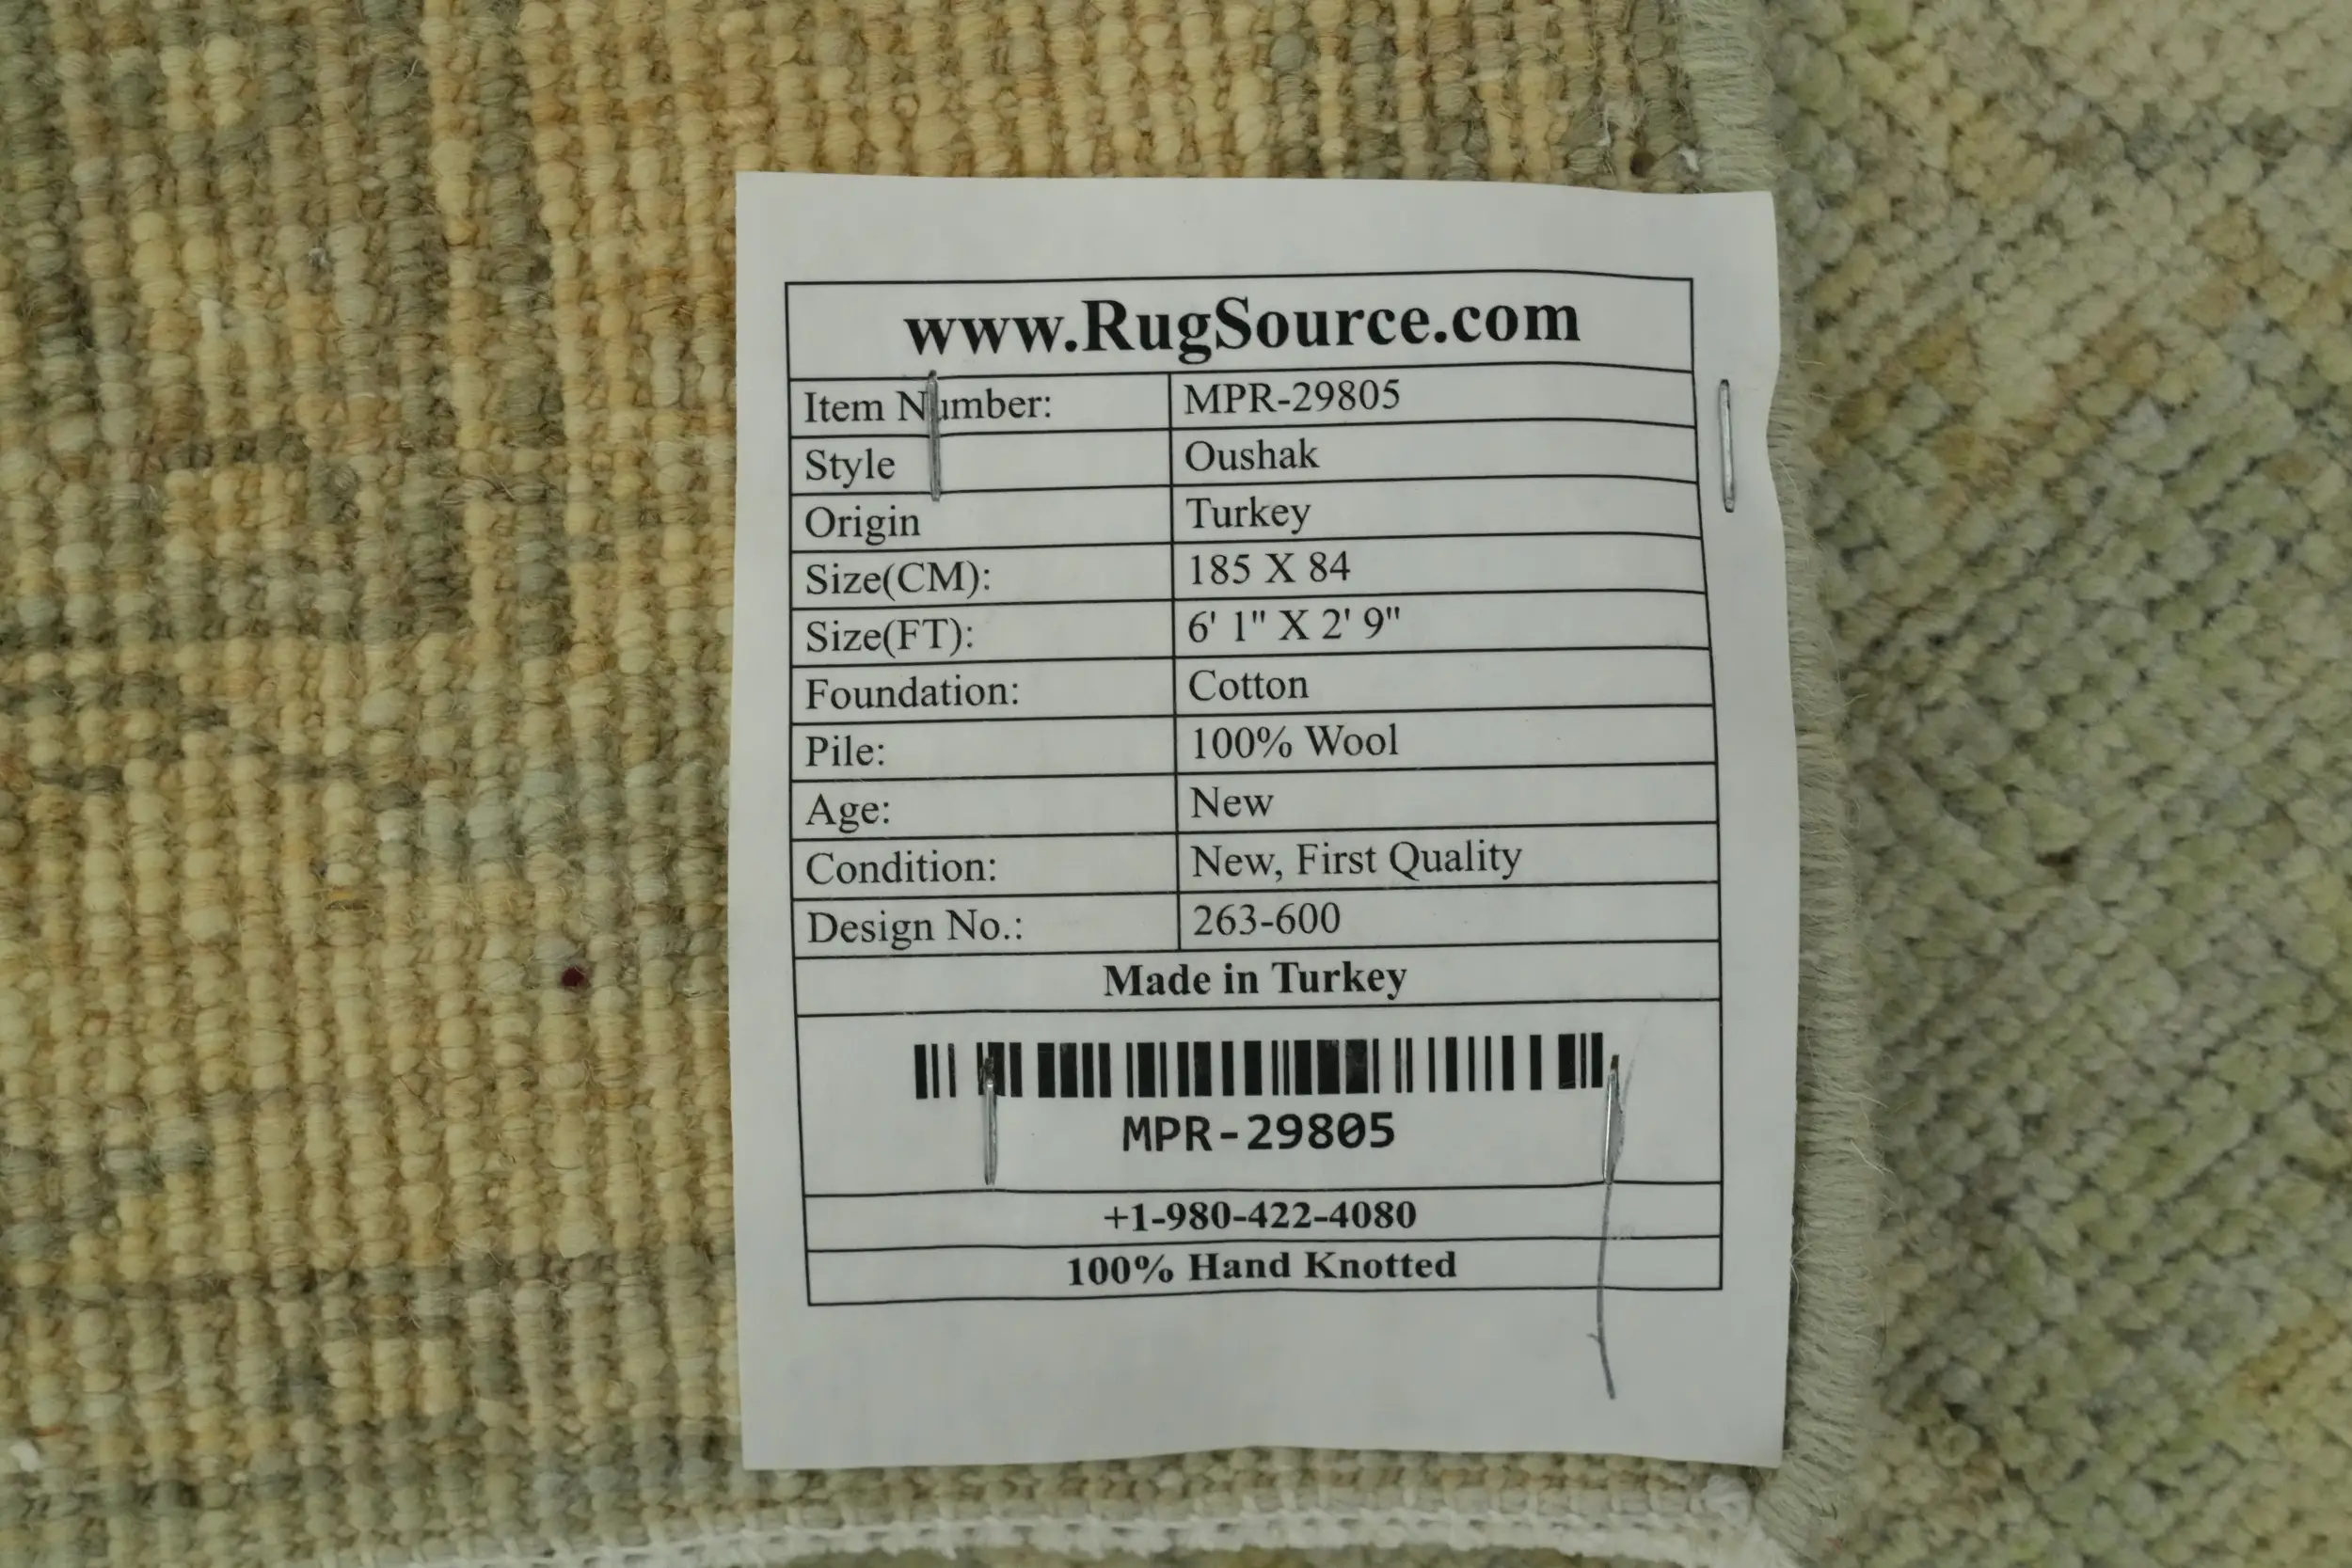 www.RugSource.com
Item Number: MPR-29805
Style Oushak
Origin Turkey
Size(CM): 185 X 84
Size(FT): 6' 1" X 2' 9"
Foundation: Cotton
Pile: 100% Wool
Age: New
Condition: New, First Quality
Design No.: 263-600
Made in Turkey
MPR-29805
+1-980-422-4080
100% Hand Knotted